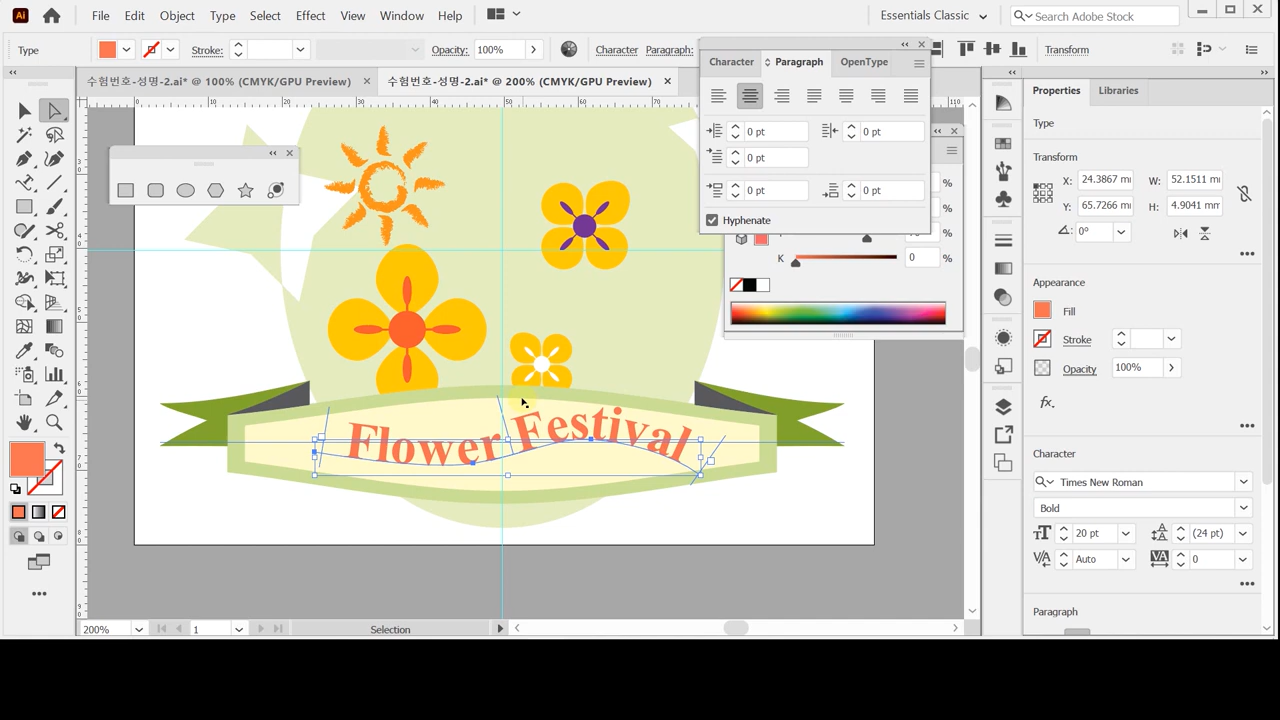 Ai File Edit Object Type Select Effect View Window Help Essentials Classic Search Adobe Stock
Type Stroke: Opacity: 100% Character Paragraph: Transform
수험번호-성명-2.ai* @ 100% (CMYK/GPU Preview) 수험번호-성명-2.ai* @ 200% (CMYK/GPU Preview)
Character Paragraph OpenType
0 pt 0 pt
0 pt
0 pt 0 pt
Hyphenate
K 0 %
%
%
%
Flower Festival
200% 1 Selection
Properties Libraries
Type
Transform
X: 24.3867 mm W: 52.1511 mm
Y: 65.7266 mm H: 4.9041 mm
0°
Appearance
Fill
Stroke
Opacity 100%
fx.
Character
Times New Roman
Bold
20 pt (24 pt)
Auto 0
Paragraph